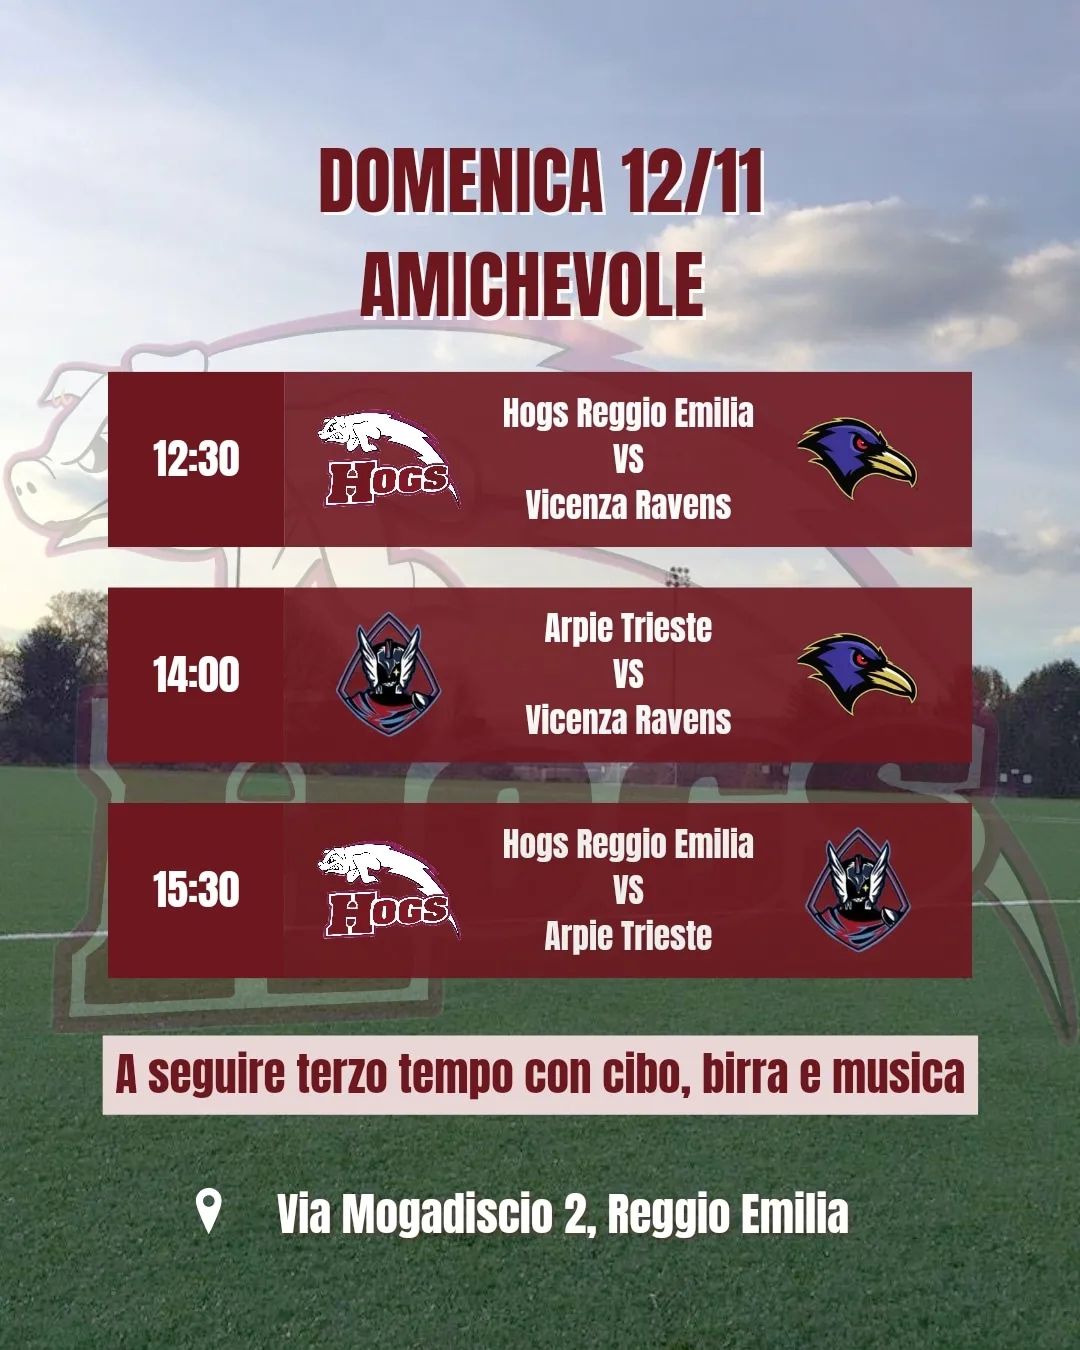 DOMENICA 12/11
AMICHEVOLE
12:30
HOGS
Hogs Reggio Emilia
VS
Vicenza Ravens
14:00
Arpie Trieste
VS
Vicenza Ravens
15:30
HOGS
Hogs Reggio Emilia
VS
Arpie Trieste
HOGS
A seguire terzo tempo con cibo, birra e musica
Via Mogadiscio 2, Reggio Emilia